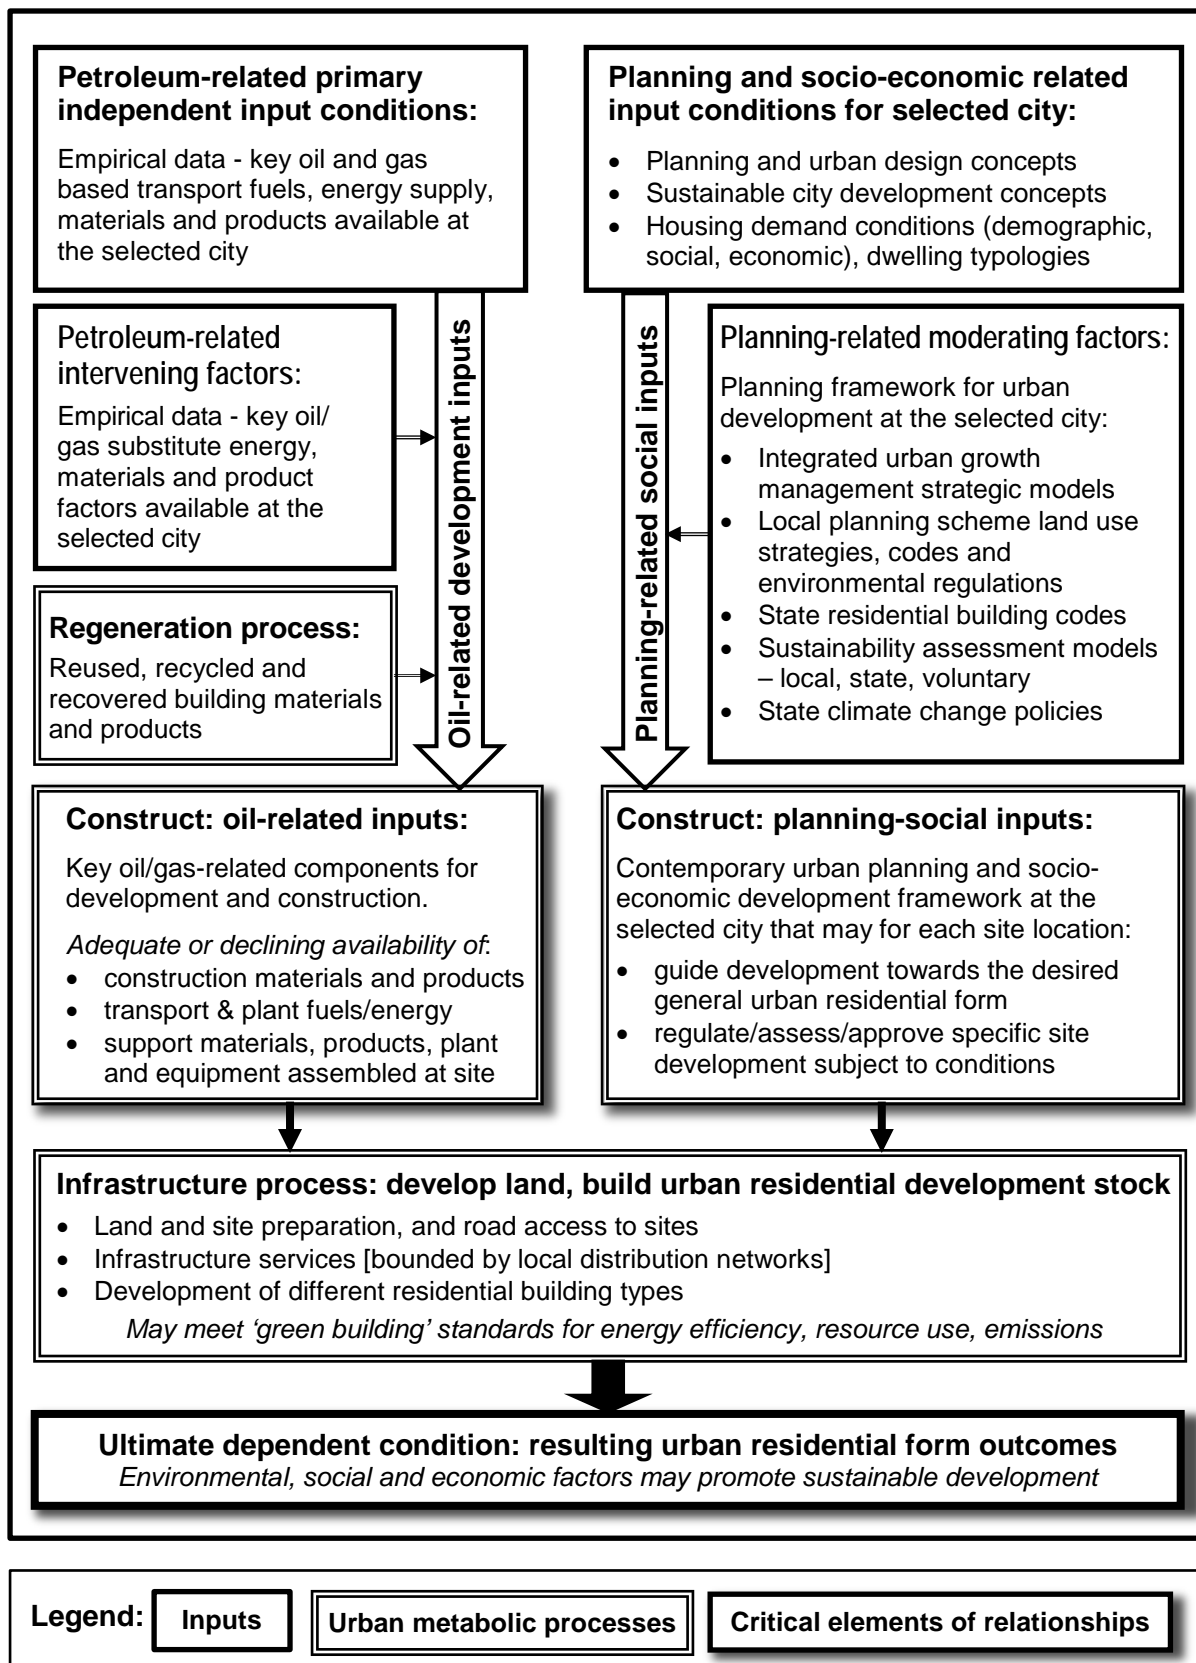 Petroleum-related primary
independent input conditions:
Empirical data - key oil and gas
based transport fuels, energy supply,
materials and products available at
the selected city
Planning and socio-economic related
input conditions for selected city:
• Planning and urban design concepts
• Sustainable city development concepts
• Housing demand conditions (demographic,
social, economic), dwelling typologies
Petroleum-related
intervening factors:
Empirical data - key oil/
gas substitute energy,
materials and product
factors available at the
selected city
Oil-related development inputs
Planning-related social inputs
Planning-related moderating factors:
Planning framework for urban
development at the selected city:
• Integrated urban growth
management strategic models
• Local planning scheme land use
strategies, codes and
environmental regulations
• State residential building codes
• Sustainability assessment models
– local, state, voluntary
• State climate change policies
Regeneration process:
Reused, recycled and
recovered building materials
and products
Construct: oil-related inputs:
Key oil/gas-related components for
development and construction.
Adequate or declining availability of:
• construction materials and products
• transport & plant fuels/energy
• support materials, products, plant
and equipment assembled at site
Construct: planning-social inputs:
Contemporary urban planning and socio-
economic development framework at the
selected city that may for each site location:
• guide development towards the desired
general urban residential form
• regulate/assess/approve specific site
development subject to conditions
Infrastructure process: develop land, build urban residential development stock
• Land and site preparation, and road access to sites
• Infrastructure services [bounded by local distribution networks]
• Development of different residential building types
May meet ‘green building’ standards for energy efficiency, resource use, emissions
Ultimate dependent condition: resulting urban residential form outcomes
Environmental, social and economic factors may promote sustainable development
Legend:
Inputs
Urban metabolic processes
Critical elements of relationships